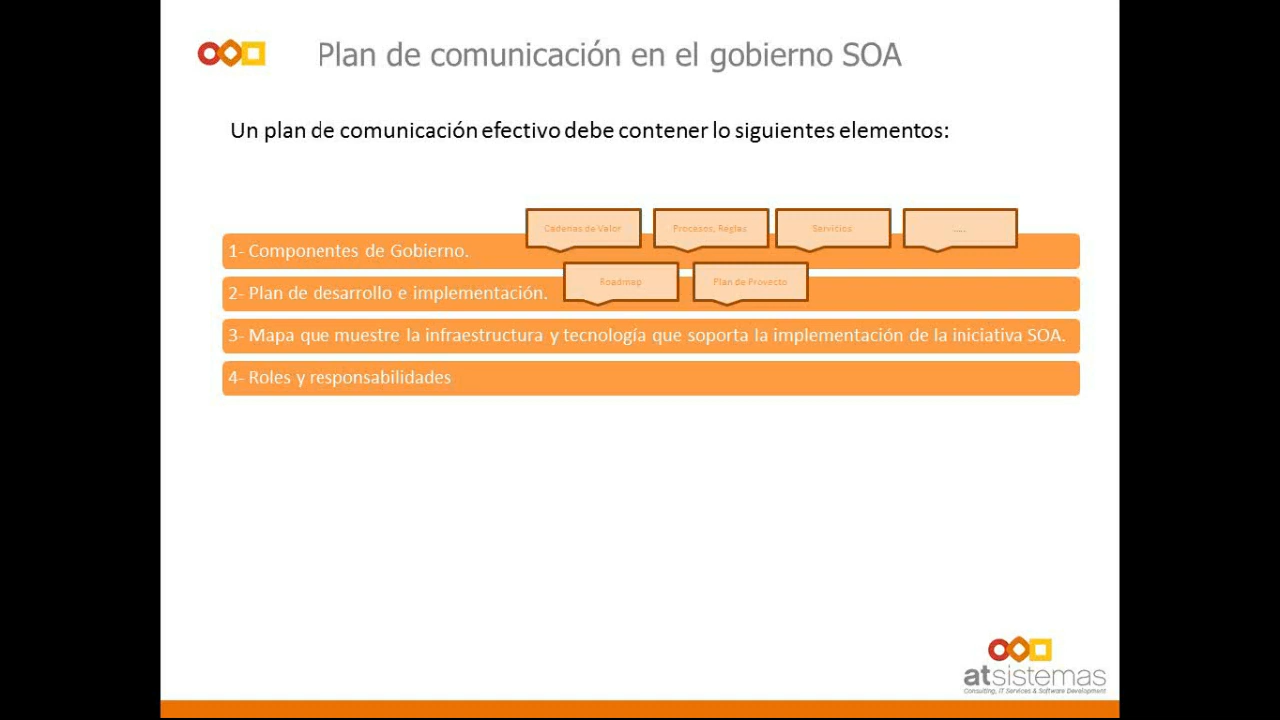 Plan de comunicación en el gobierno SOA
Un plan de comunicación efectivo debe contener lo siguientes elementos:
Cadenas de Valor
Procesos, Reglas
Servicios
.....
1- Componentes de Gobierno.
Roadmap
Plan de Proyecto
2- Plan de desarrollo e implementación.
3- Mapa que muestre la infraestructura y tecnología que soporta la implementación de la iniciativa SOA.
4- Roles y responsabilidades
atsistemas
Consulting, IT Services & Software Development